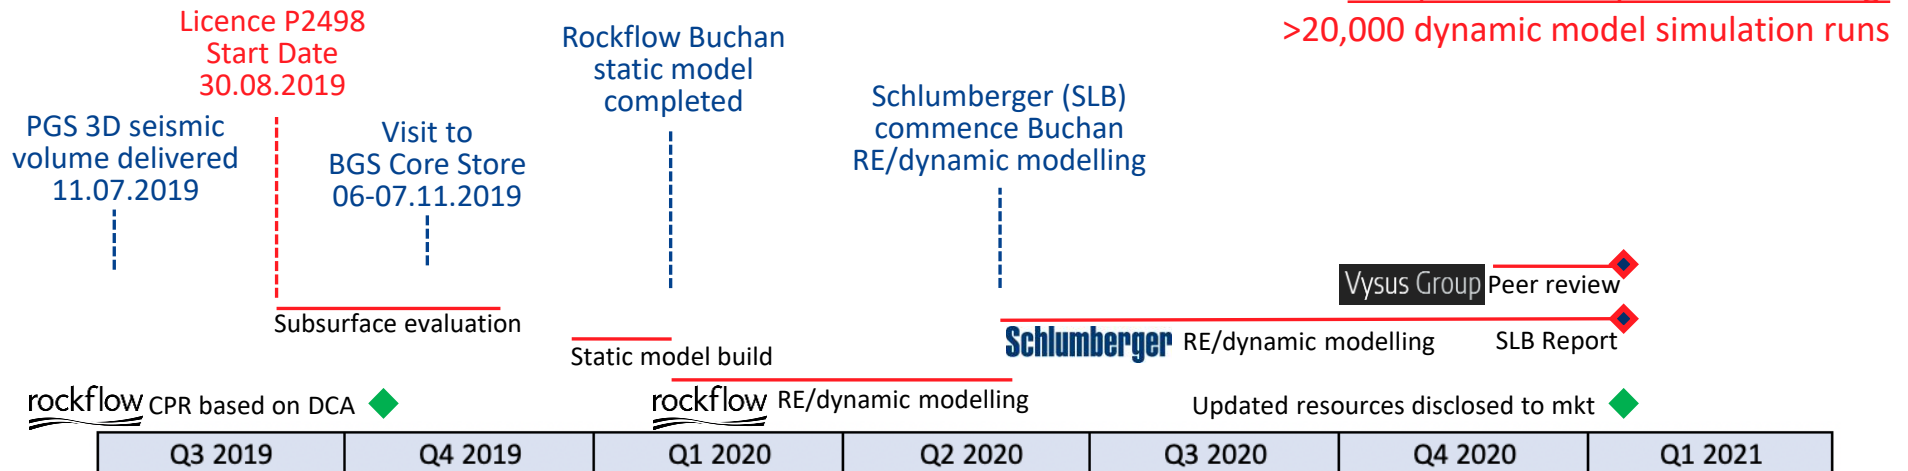 >20,000 dynamic model simulation runs
Licence P2498
Start Date
30.08.2019
Rockflow Buchan
static model
completed
Schlumberger (SLB)
commence Buchan
RE/dynamic modelling
PGS 3D seismic
volume delivered
11.07.2019
Visit to
BGS Core Store
06-07.11.2019
Vysus Group Peer review
Subsurface evaluation
Schlumberger RE/dynamic modelling SLB Report
Static model build
rockflow CPR based on DCA
rockflow RE/dynamic modelling
Updated resources disclosed to mkt
Q3 2019 Q4 2019 Q1 2020 Q2 2020 Q3 2020 Q4 2020 Q1 2021